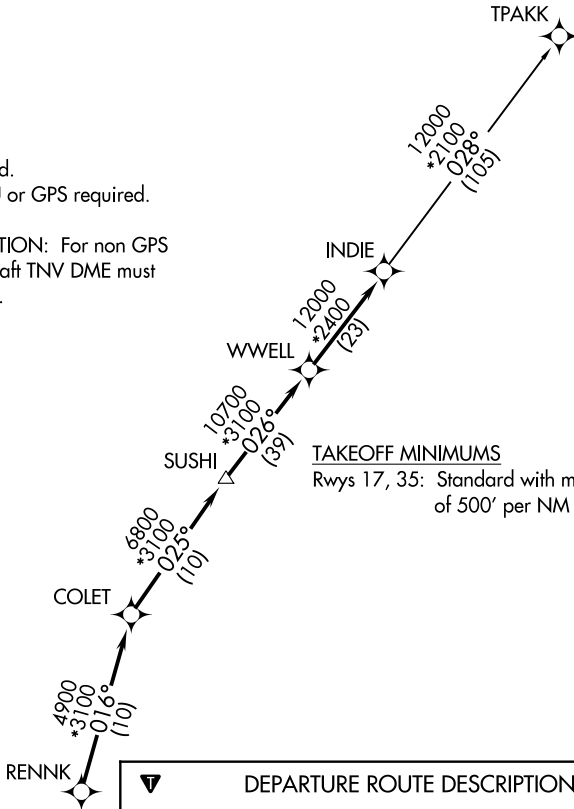 TPAKK
12000
*2100
028°
(105)
d.
or GPS required.
TION: For non GPS
aft TNV DME must
INDIE
12000
*2400
(23)
WWELL
10700
*3100
026°
(39)
SUSHI
TAKEOFF MINIMUMS
Rwys 17, 35: Standard with m
of 500' per NM
6800
*3100
025°
(10)
COLET
4900
*3100
016°
(10)
RENNK
T
DEPARTURE ROUTE DESCRIPTION